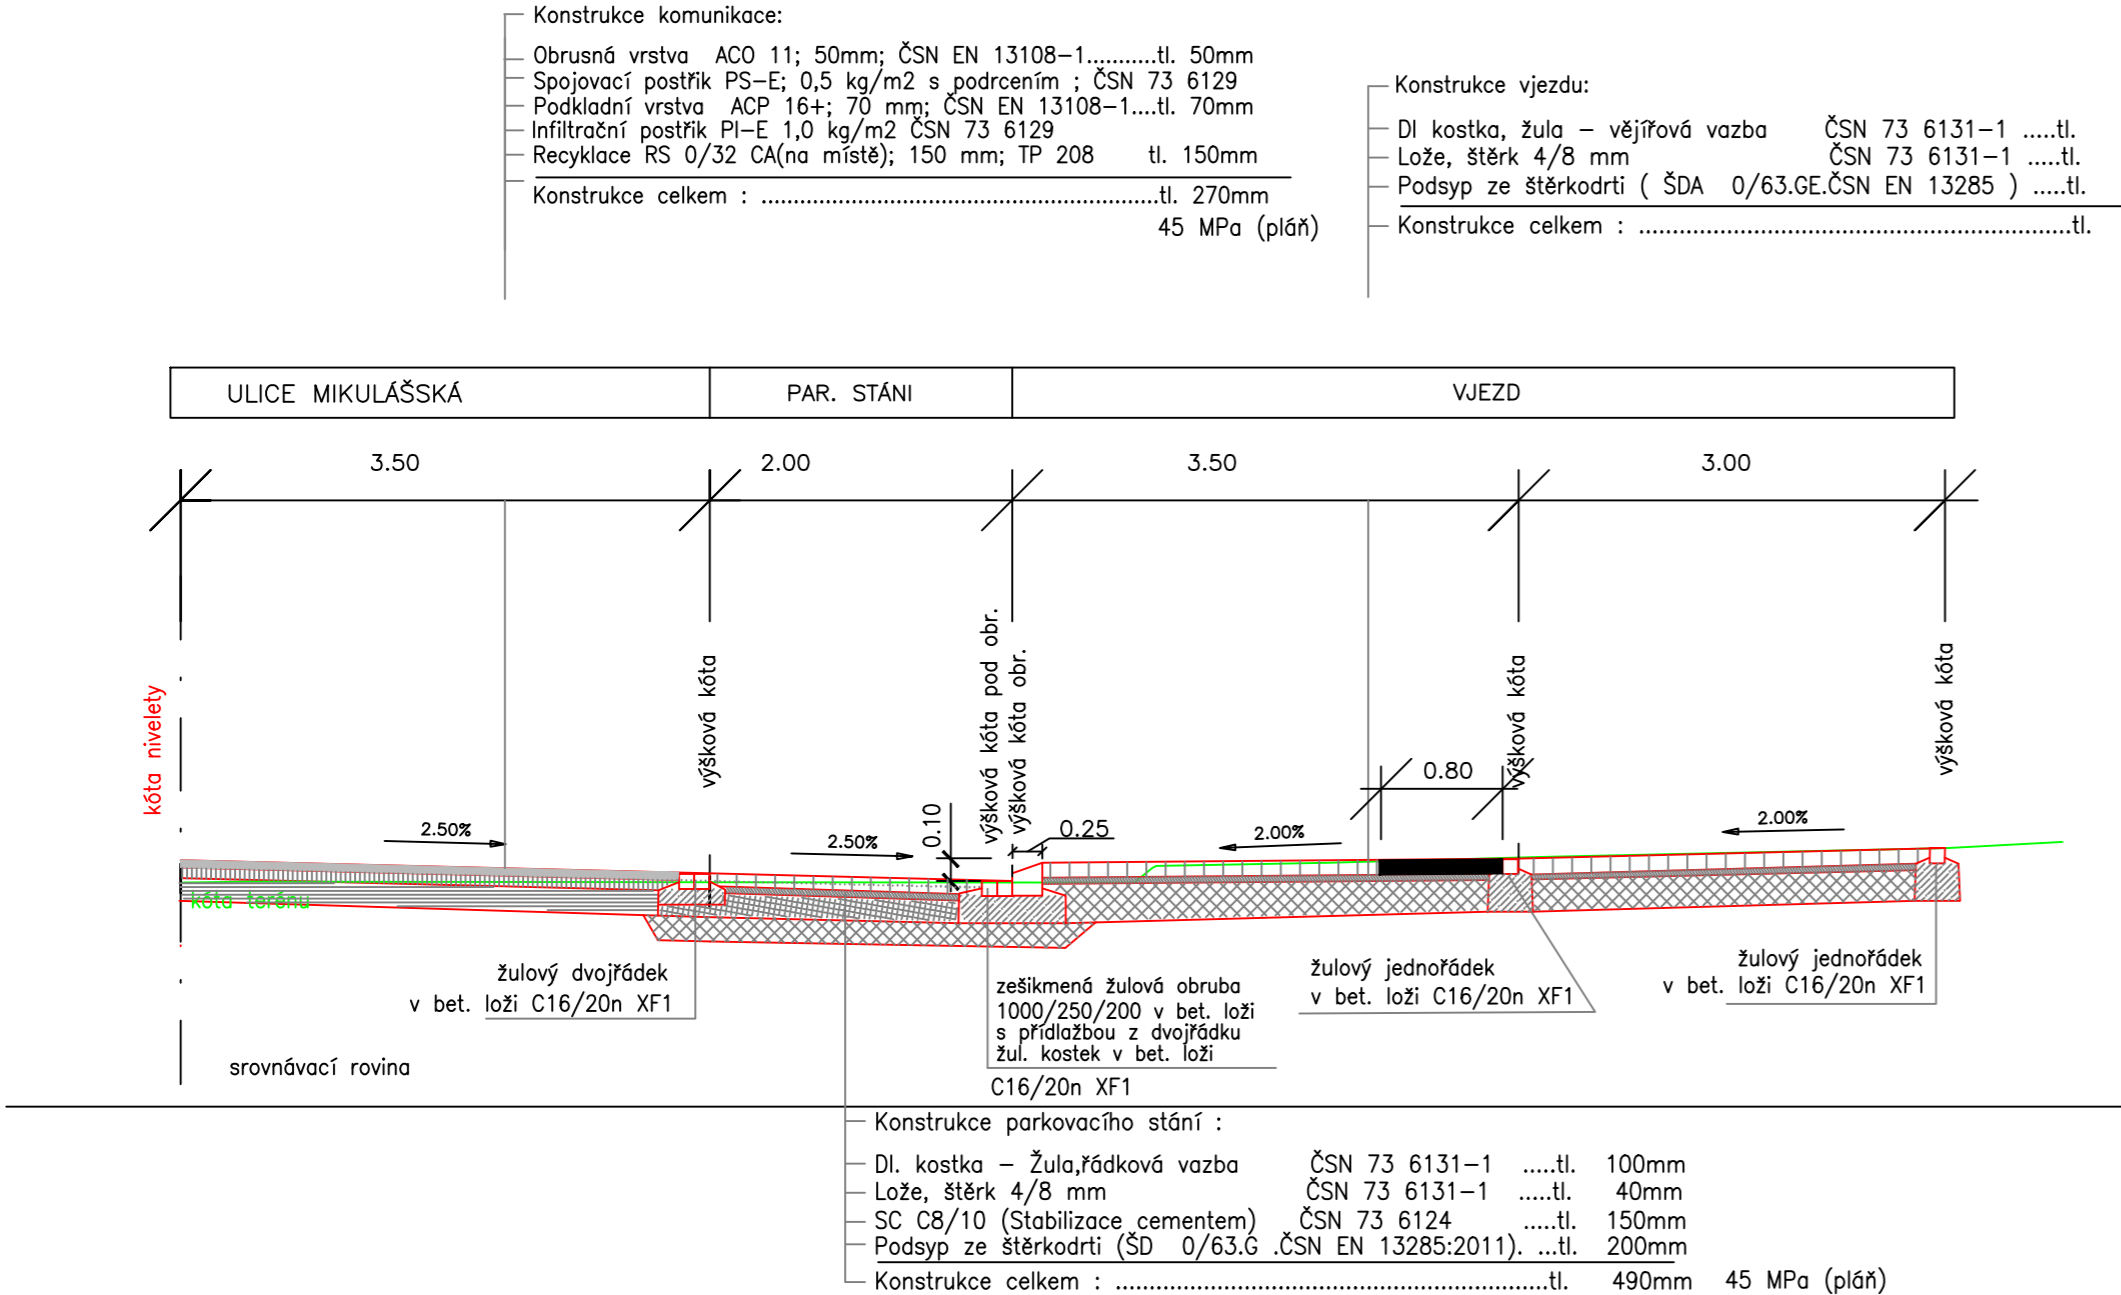 Konstrukce komunikace:
Obrusná vrstva ACO 11; 50mm; ČSN EN 13108-1...........tl. 50mm
Spojovací postřik PS-E; 0,5 kg/m2 s podrcením ; ČSN 73 6129
Podkladní vrstva ACP 16+; 70 mm; ČSN EN 13108-1....tl. 70mm
Infiltrační postřik PI-E 1,0 kg/m2 ČSN 73 6129
Recyklace RS 0/32 CA(na místě); 150 mm; TP 208 tl. 150mm
Konstrukce celkem : ..............................................................tl. 270mm
45 MPa (pláň)
Konstrukce vjezdu:
Dl kostka, žula - vějířová vazba ČSN 73 6131-1 .....tl.
Lože, štěrk 4/8 mm ČSN 73 6131-1 .....tl.
Podsyp ze štěrkodrti ( ŠDA 0/63.GE.ČSN EN 13285 ) .....tl.
Konstrukce celkem : ................................................................tl.
ULICE MIKULÁŠSKÁ
PAR. STÁNI
VJEZD
3.50
2.00
3.50
3.00
kóta nivelety
výšková kóta
výšková kóta pod obr.
výšková kóta obr.
výšková kóta
výšková kóta
2.50%
2.50%
0.10
0.25
2.00%
0.80
2.00%
kóta terénu
žulový dvojřádek
v bet. loži C16/20n XF1
zešikmená žulová obruba
1000/250/200 v bet. loži
s přídlažbou z dvojřádku
žul. kostek v bet. loži
C16/20n XF1
žulový jednořádek
v bet. loži C16/20n XF1
žulový jednořádek
v bet. loži C16/20n XF1
srovnávací rovina
Konstrukce parkovacího stání :
Dl. kostka - Žula,řádková vazba ČSN 73 6131-1 .....tl. 100mm
Lože, štěrk 4/8 mm ČSN 73 6131-1 .....tl. 40mm
SC C8/10 (Stabilizace cementem) ČSN 73 6124 .....tl. 150mm
Podsyp ze štěrkodrti (ŠD 0/63.G .ČSN EN 13285:2011). ...tl. 200mm
Konstrukce celkem : ................................................................tl. 490mm 45 MPa (pláň)